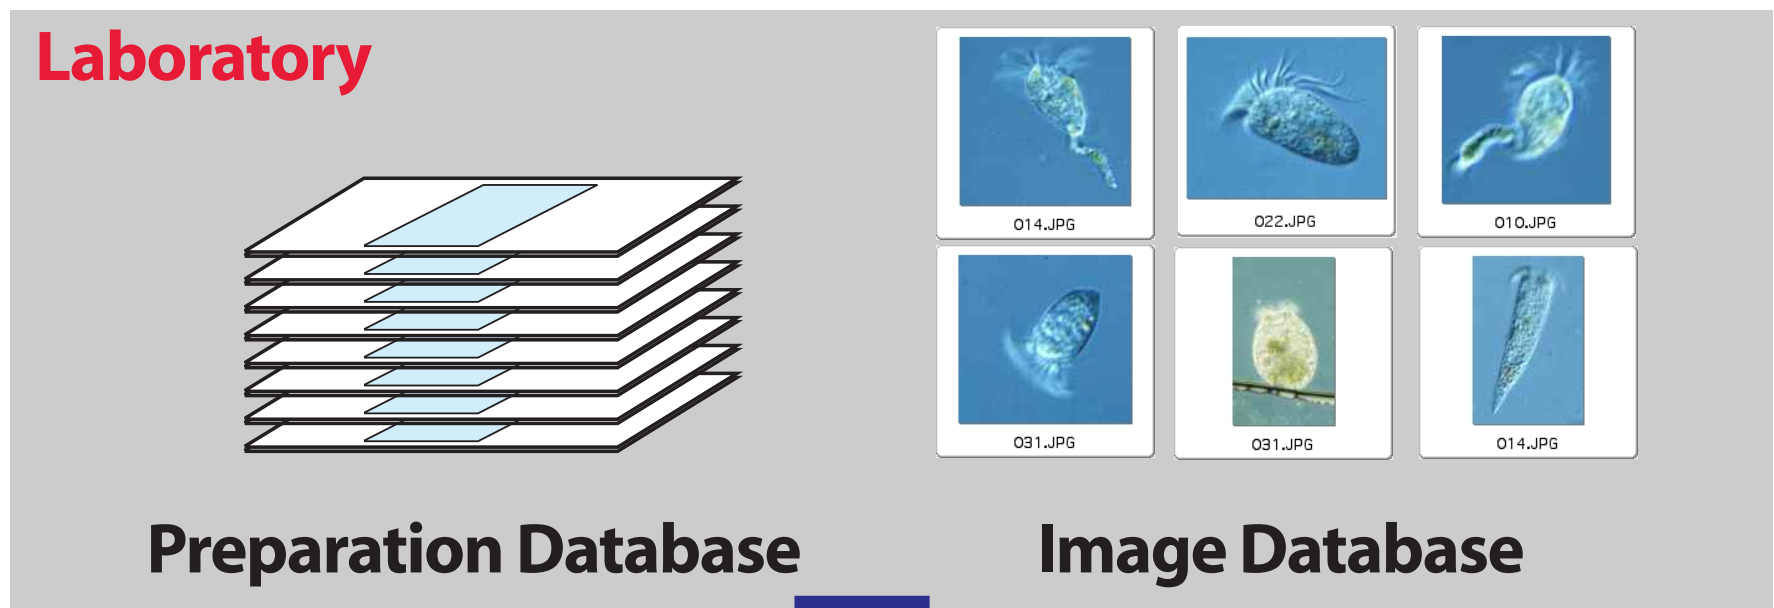 Laboratory
014.JPG
022.JPG
010.JPG
031.JPG
031.JPG
014.JPG
Preparation Database
Image Database